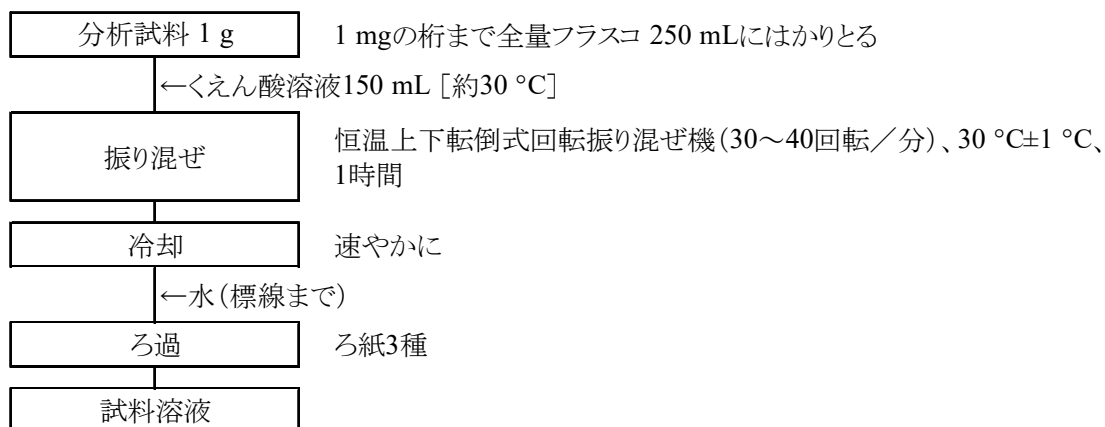 分析試料 1 g
1 mgの桁まで全量フラスコ 250 mLにはかりとる
←くえん酸溶液150 mL [約30 °C]
振り混ぜ
恒温上下転倒式回転振り混ぜ機(30~40回転/分)、30 °C±1 °C、
1時間
冷却
速やかに
←水(標線まで)
ろ過
ろ紙3種
試料溶液